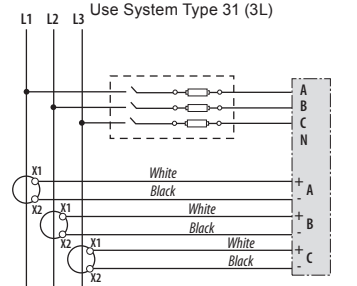 Use System Type 31 (3L)
L1 L2 L3
A
B
C
N
X1 White +
Black A
X2 -
X1 White +
Black B
X2 -
X1 White +
Black C
X2 -